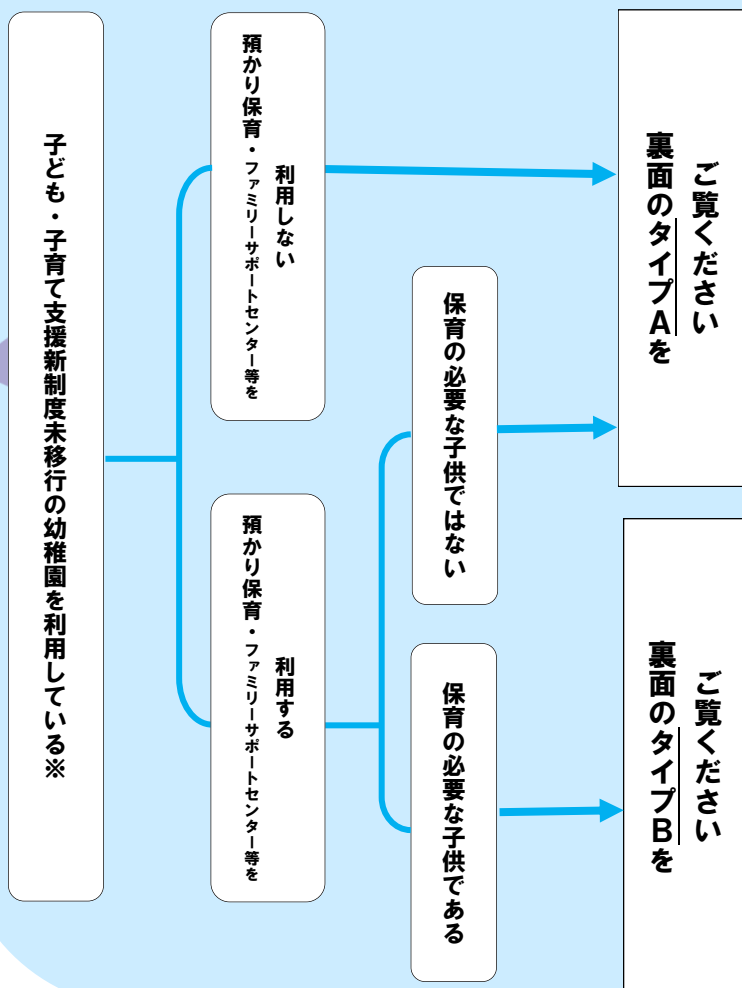 子ども・子育て支援新制度未移行の幼稚園を利用している※
預かり保育・ファミリーサポートセンター等を
利用しない
預かり保育・ファミリーサポートセンター等を
利用する
保育の必要な子供ではない
保育の必要な子供である
裏面のタイプAを
ご覧ください
裏面のタイプBを
ご覧ください